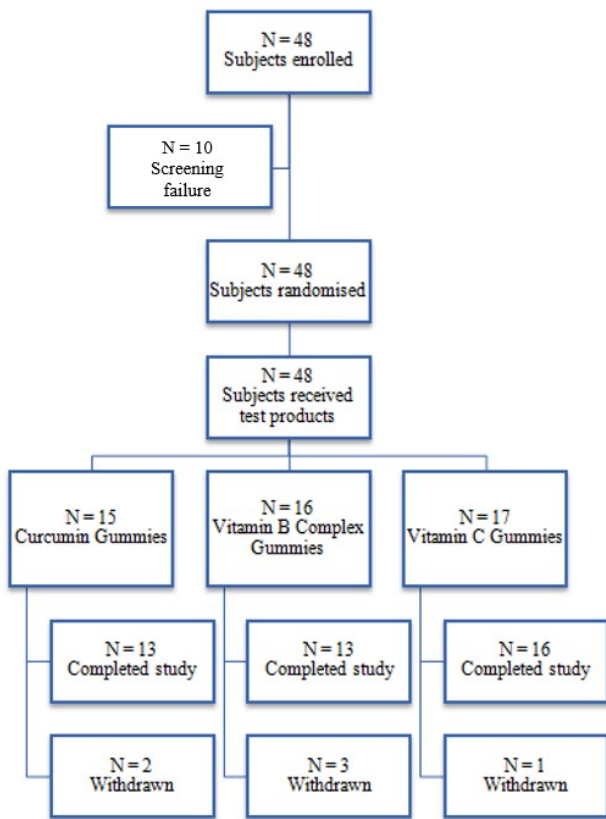 N = 48
Subjects enrolled
N = 10
Screening
failure
N = 48
Subjects randomised
N = 48
Subjects received
test products
N = 15
Curcumin Gummies
N = 16
Vitamin B Complex
Gummies
N = 17
Vitamin C Gummies
N = 13
Completed study
N = 13
Completed study
N = 16
Completed study
N = 2
Withdrawn
N = 3
Withdrawn
N = 1
Withdrawn